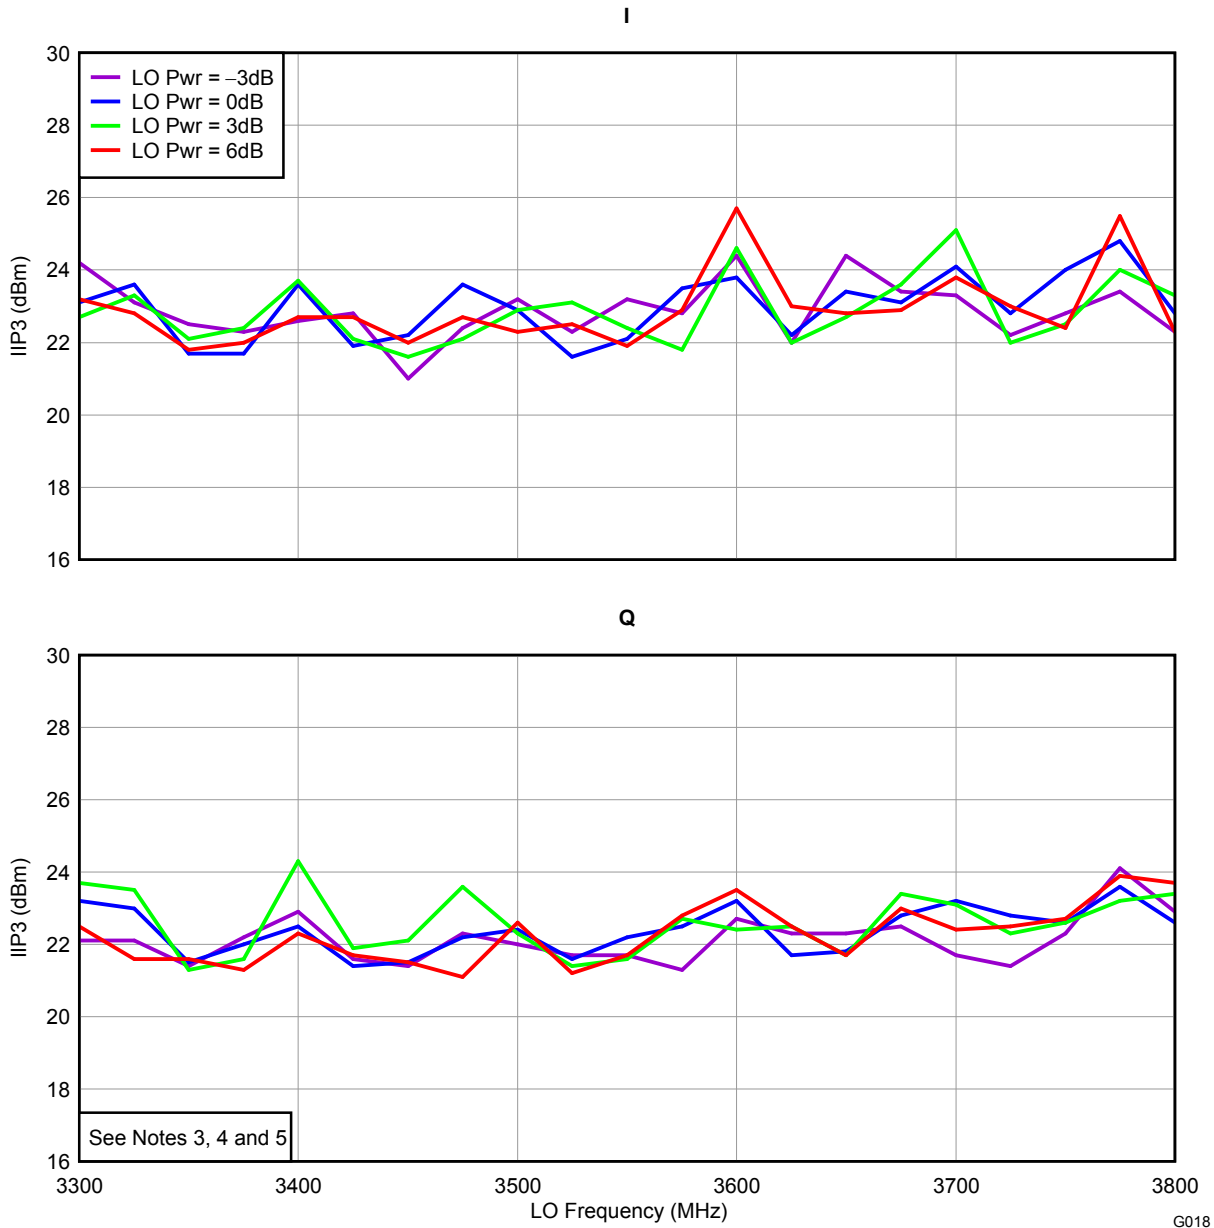 I
30
28
26
24
22
20
18
16
IIP3 (dBm)
LO Pwr = –3dB
LO Pwr = 0dB
LO Pwr = 3dB
LO Pwr = 6dB
Q
30
28
26
24
22
20
18
16
IIP3 (dBm)
See Notes 3, 4 and 5
3300 3400 3500 3600 3700 3800
LO Frequency (MHz)
G018